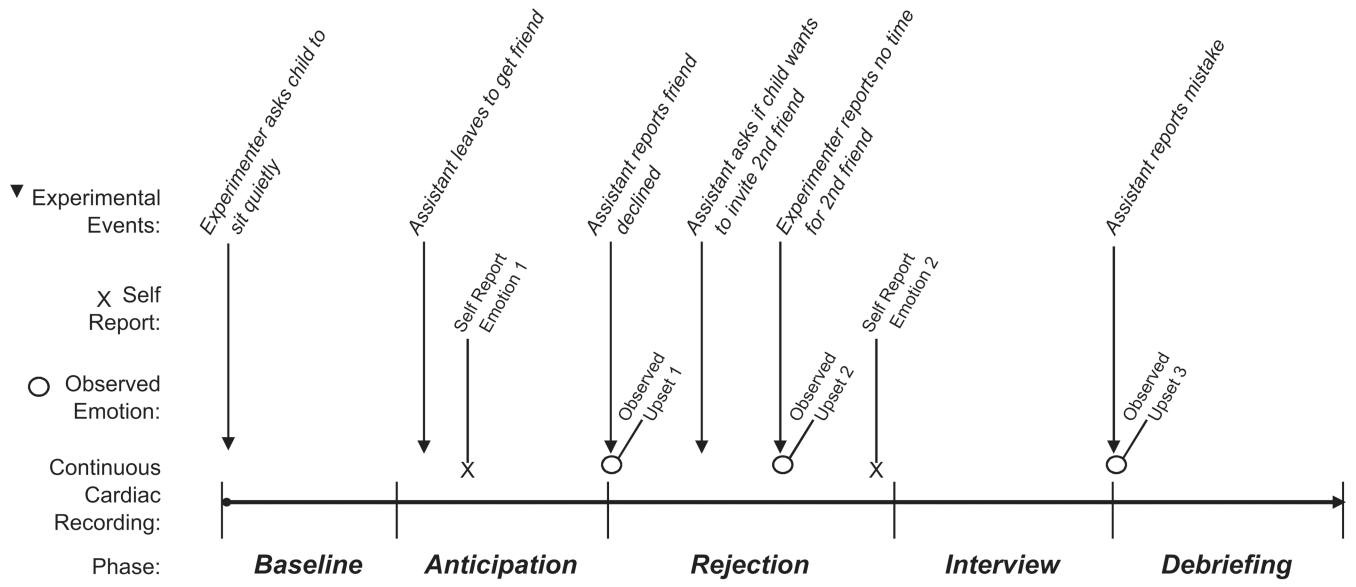 Experimenter asks child to
sit quietly
Assistant leaves to get friend
Assistant reports friend
declined
Assistant asks if child wants
to invite 2nd friend
Experimenter reports no time
for 2nd friend
Assistant reports mistake
Experimental
Events:
X Self
Report:
Self Report
Emotion 1
Self Report
Emotion 2
Observed
Emotion:
Observed
Upset 1
Observed
Upset 2
Observed
Upset 3
X
X
Continuous
Cardiac
Recording:
Phase: Baseline Anticipation Rejection Interview Debriefing